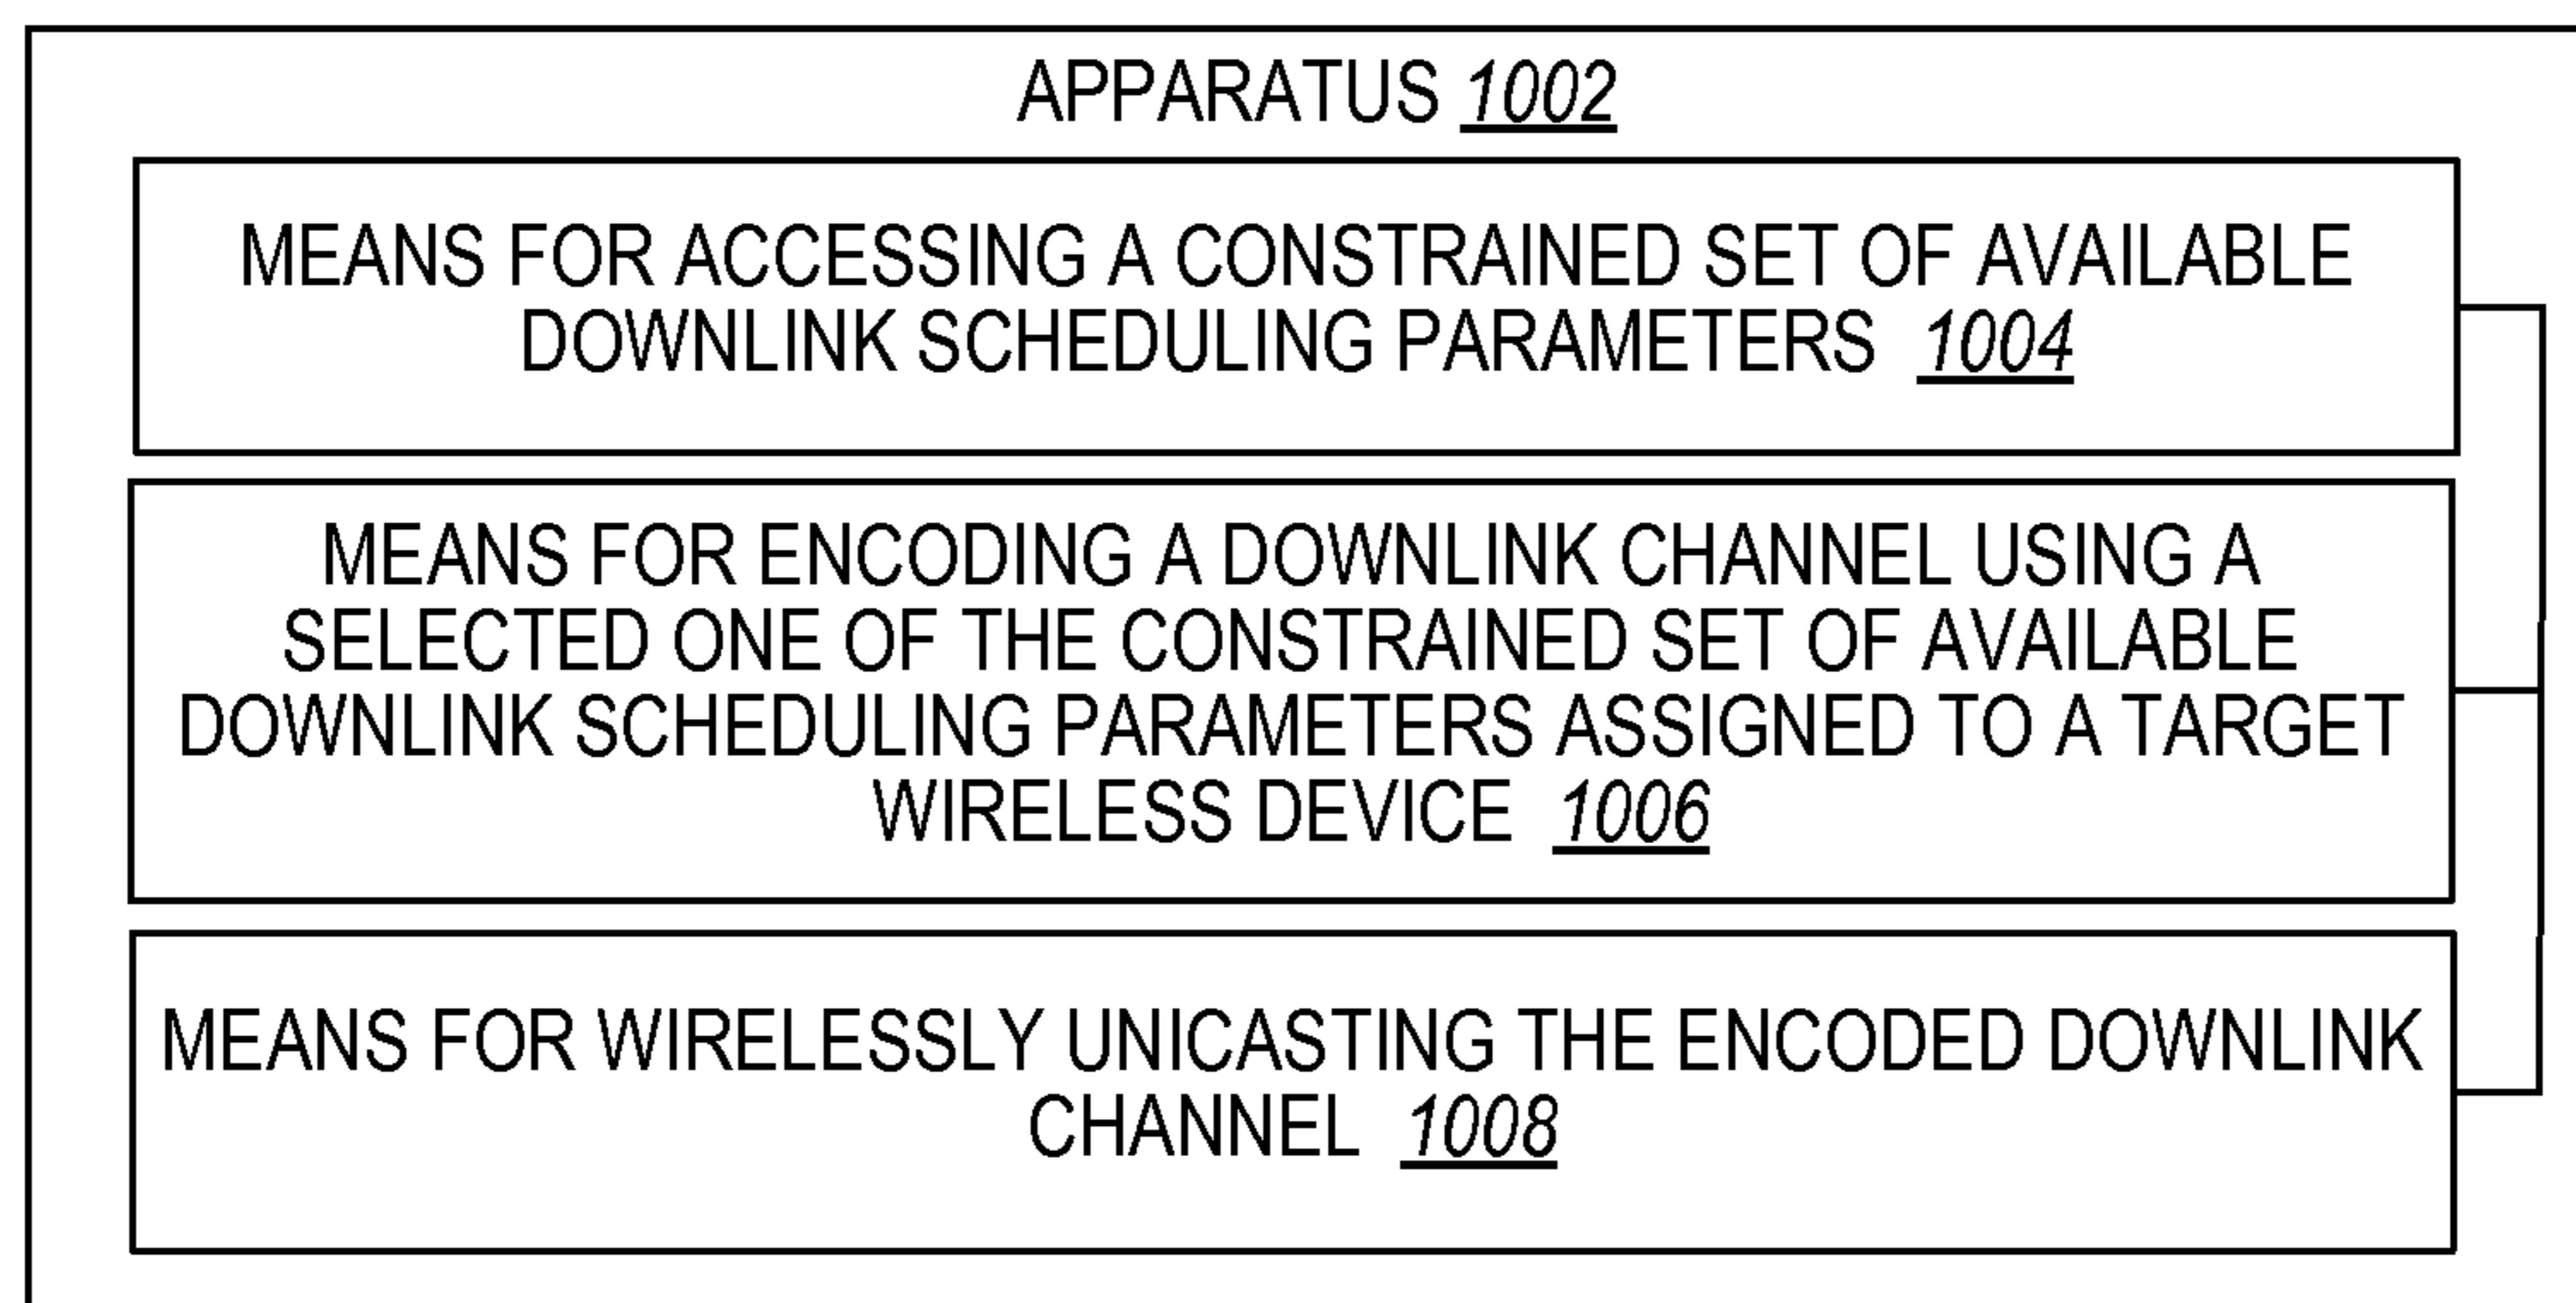 APPARATUS 1002
MEANS FOR ACCESSING A CONSTRAINED SET OF AVAILABLE
DOWNLINK SCHEDULING PARAMETERS 1004
MEANS FOR ENCODING A DOWNLINK CHANNEL USING A
SELECTED ONE OF THE CONSTRAINED SET OF AVAILABLE
DOWNLINK SCHEDULING PARAMETERS ASSIGNED TO A TARGET
WIRELESS DEVICE 1006
MEANS FOR WIRELESSLY UNICASTING THE ENCODED DOWNLINK
CHANNEL 1008